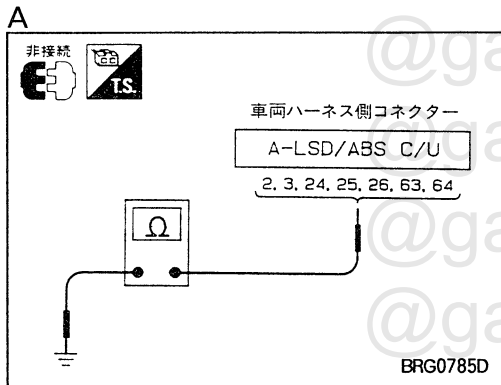 A
非接続
T.S.
車両ハーネス側コネクター
A-LSD/ABS C/U
2, 3, 24, 25, 26, 63, 64
Ω
BRG0785D
@ga
@ga
@ga